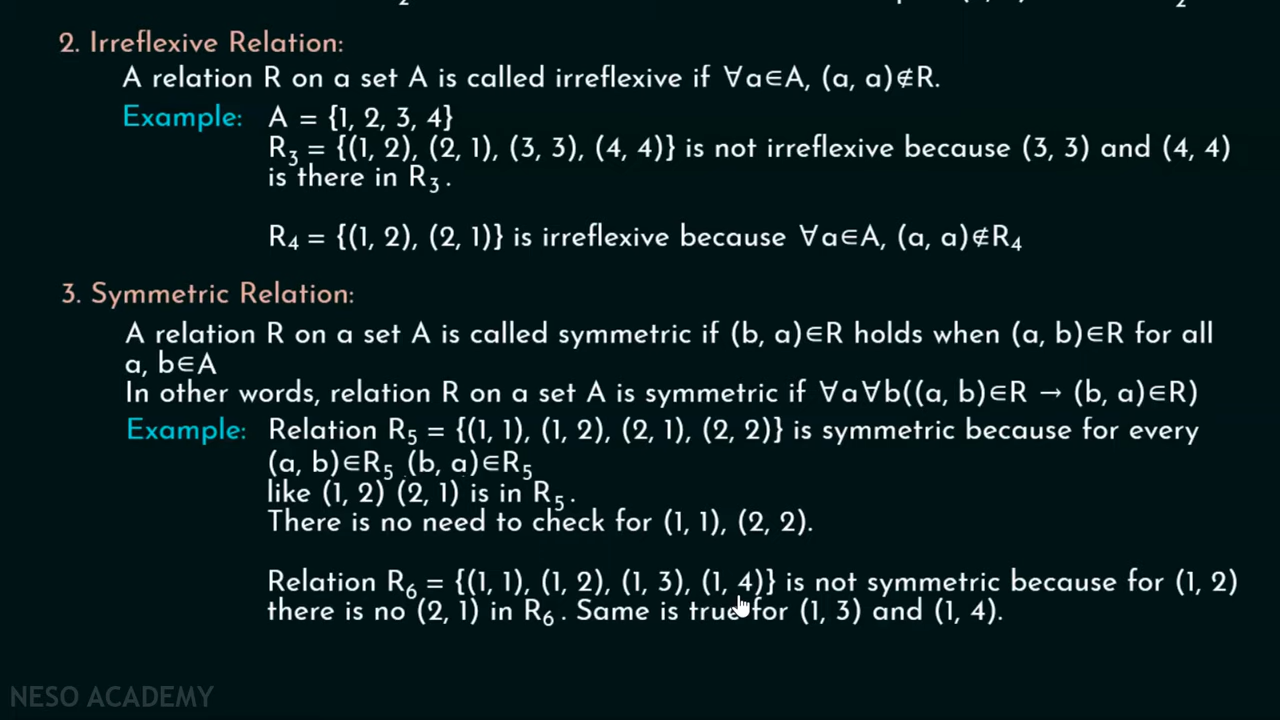 2. Irreflexive Relation:
A relation R on a set A is called irreflexive if ∀a∈A, (a, a)∉R.
Example: A = {1, 2, 3, 4}
R₃ = {(1, 2), (2, 1), (3, 3), (4, 4)} is not irreflexive because (3, 3) and (4, 4)
is there in R₃.
R₄ = {(1, 2), (2, 1)} is irreflexive because ∀a∈A, (a, a)∉R₄
3. Symmetric Relation:
A relation R on a set A is called symmetric if (b, a)∈R holds when (a, b)∈R for all
a, b∈A
In other words, relation R on a set A is symmetric if ∀a∀b((a, b)∈R → (b, a)∈R)
Example: Relation R₅ = {(1, 1), (1, 2), (2, 1), (2, 2)} is symmetric because for every
(a, b)∈R₅ (b, a)∈R₅
like (1, 2) (2, 1) is in R₅.
There is no need to check for (1, 1), (2, 2).
Relation R₆ = {(1, 1), (1, 2), (1, 3), (1, 4)} is not symmetric because for (1, 2)
there is no (2, 1) in R₆. Same is true for (1, 3) and (1, 4).
NESO ACADEMY